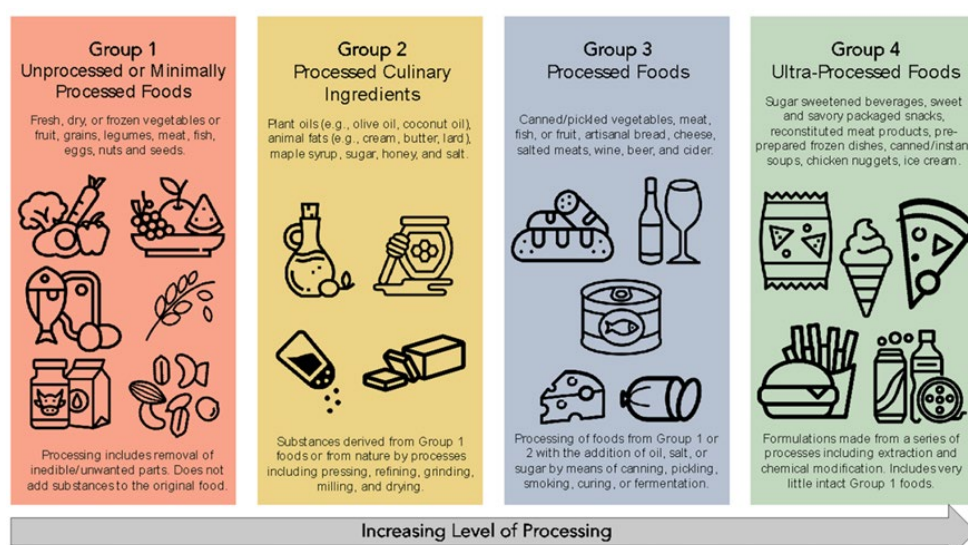 Group 1
Unprocessed or Minimally
Processed Foods
Fresh, dry, or frozen vegetables or
fruit, grains, legumes, meat, fish,
eggs, nuts and seeds.
Processing includes removal of
inedible/unwanted parts. Does not
add substances to the original food.
Group 2
Processed Culinary
Ingredients
Plant oils (e.g., olive oil, coconut oil),
animal fats (e.g., cream, butter, lard),
maple syrup, sugar, honey, and salt.
Substances derived from Group 1
foods or from nature by processes
including pressing, refining, grinding,
milling, and drying.
Group 3
Processed Foods
Canned/pickled vegetables, meat,
fish, or fruit, artisanal bread, cheese,
salted meats, wine, beer, and cider.
Processing of foods from Group 1 or
2 with the addition of oil, salt, or
sugar by means of canning, pickling,
smoking, curing, or fermentation.
Group 4
Ultra-Processed Foods
Sugar sweetened beverages, sweet
and savory packaged snacks,
reconstituted meat products, pre-
prepared frozen dishes, canned/instant
soups, chicken nuggets, ice cream.
Formulations made from a series of
processes including extraction and
chemical modification. Includes very
little intact Group 1 foods.
Increasing Level of Processing